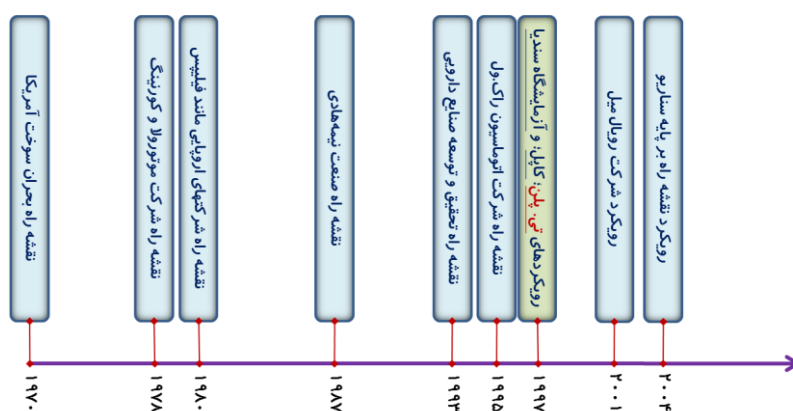 نقشه راه بحران سوخت آمریکا
نقشه راه شرکت موتورولا و کورنینگ
نقشه راه شرکتهای اروپایی مانند فیلیپس
نقشه راه صنعت نیمه‌هادی
نقشه راه تحقیق و توسعه صنایع دارویی
نقشه راه شرکت اتوماسیون راک.ول
رویکردهای تی. پلن؛ کاپل؛ و آزمایشگاه سندیا
رویکرد شرکت رویال میل
رویکرد نقشه راه بر پایه سناریو
۱۹۷۰
۱۹۷۸
۱۹۸۰
۱۹۸۷
۱۹۹۳
۱۹۹۵
۱۹۹۷
۲۰۰۱
۲۰۰۴